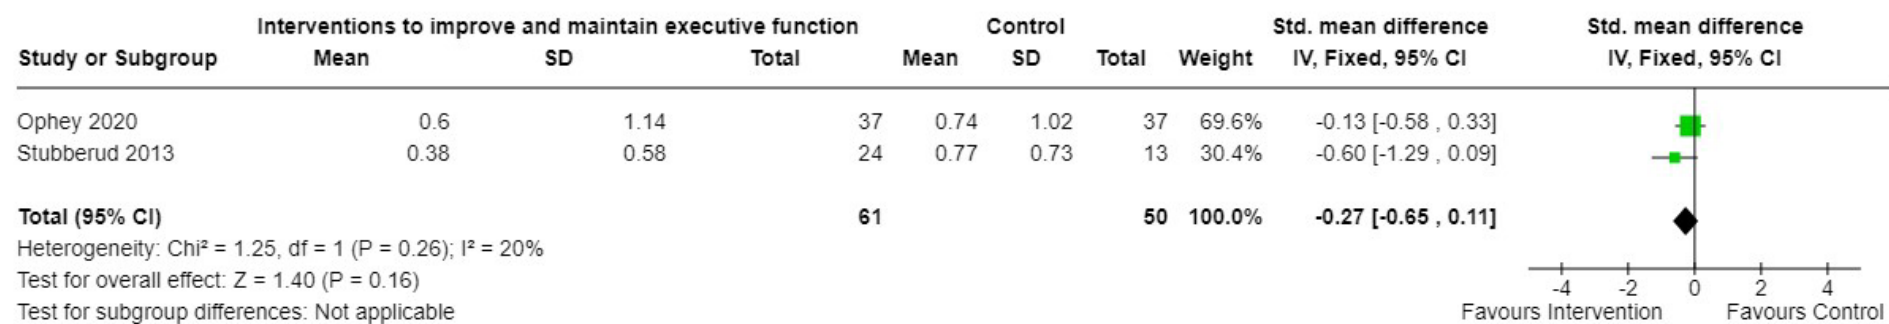 Interventions to improve and maintain executive function Control Std. mean difference Std. mean difference
Study or Subgroup Mean SD Total Mean SD Total Weight IV, Fixed, 95% CI IV, Fixed, 95% CI
Ophey 2020 0.6 1.14 37 0.74 1.02 37 69.6% -0.13 [-0.58 , 0.33]
Stubberud 2013 0.38 0.58 24 0.77 0.73 13 30.4% -0.60 [-1.29 , 0.09]
Total (95% CI) 61 50 100.0% -0.27 [-0.65 , 0.11]
Heterogeneity: Chi² = 1.25, df = 1 (P = 0.26); I² = 20%
Test for overall effect: Z = 1.40 (P = 0.16)
-4 -2 0 2 4
Test for subgroup differences: Not applicable Favours Intervention Favours Control